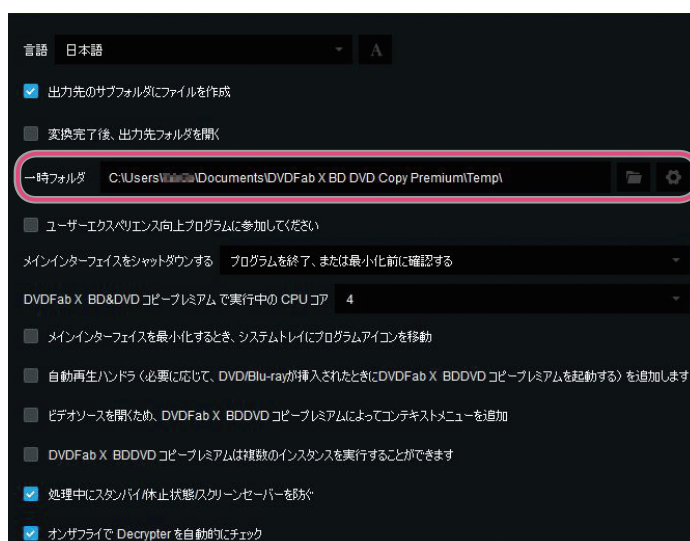 言語 日本語 A
出力先のサブフォルダにファイルを作成
変換完了後、出力先フォルダを開く
一時フォルダ C:\Users\ \Documents\DVDFab X BD DVD Copy Premium\Temp\
ユーザーエクスペリエンス向上プログラムに参加してください
メインインターフェイスをシャットダウンする プログラムを終了、または最小化前に確認する
DVDFab X BD&DVD コピープレミアム で実行中の CPU コア 4
メインインターフェイスを最小化するとき、システムトレイにプログラムアイコンを移動
自動再生ハンドラ（必要に応じて、DVD/Blu-rayが挿入されたときにDVDFab X BDDVD コピープレミアムを起動する）を追加します
ビデオソースを開くため、DVDFab X BDDVD コピープレミアムによってコンテキストメニューを追加
DVDFab X BDDVD コピープレミアムは複数のインスタンスを実行することができます
処理中にスタンバイ/休止状態/スクリーンセーバーを防ぐ
オンザフライで Decrypter を自動的にチェック